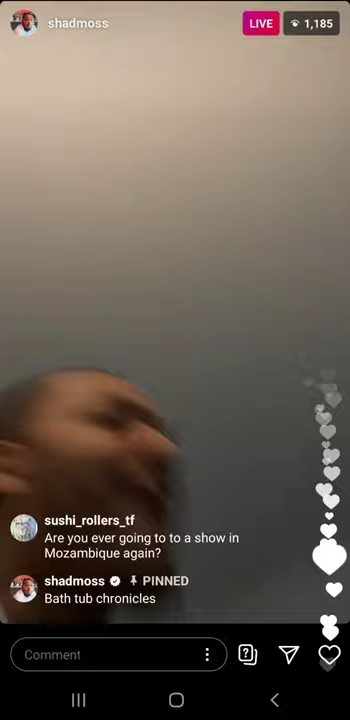 shadmoss
LIVE
1,185
sushi_rollers_tf
Are you ever going to to a show in
Mozambique again?
shadmoss PINNED
Bath tub chronicles
Comment